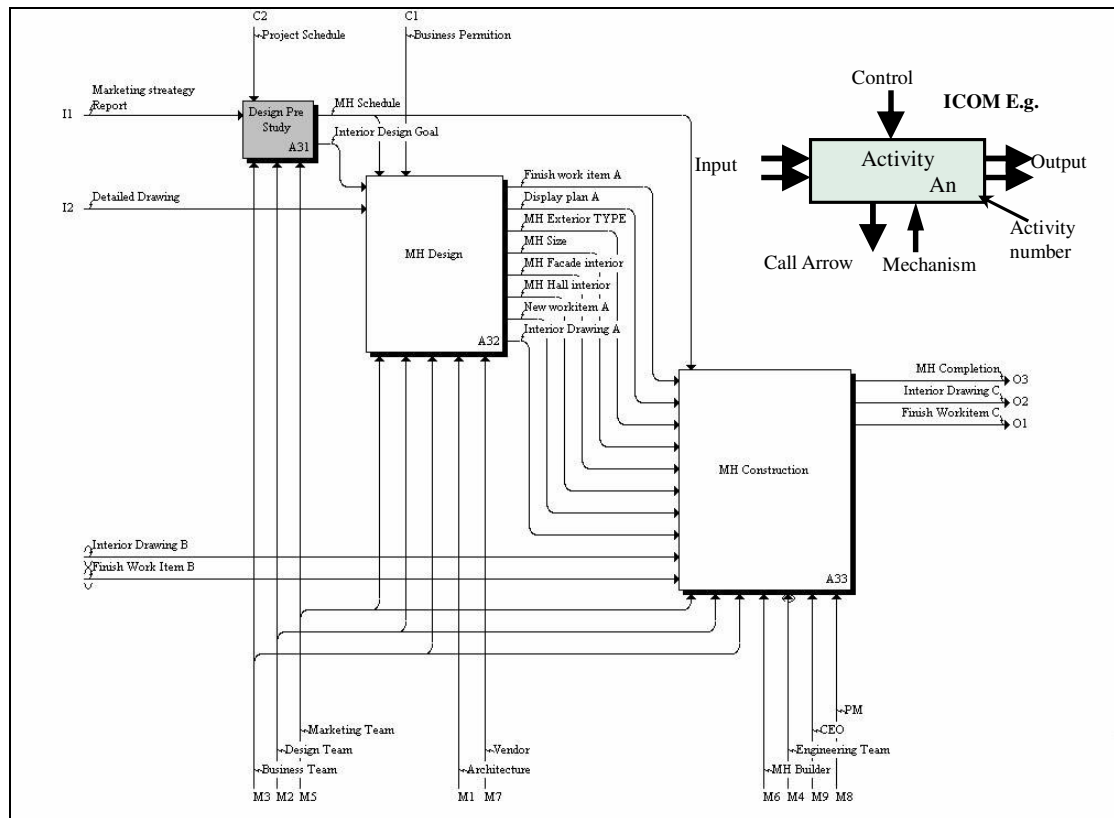 C2
C1
Project Schedule
Business Permition
Marketing streategy
Report
I1
Design Pre
Study
A31
MH Schedule
Interior Design Goal
I2
Detailed Drawing
MH Design
A32
Finish work item A
Display plan A
MH Exterior TYPE
MH Size
MH Facade interior
MH Hall interior
New workitem A
Interior Drawing A
Control
ICOM E.g.
Input
Activity
An
Output
Call Arrow
Mechanism
Activity
number
MH Construction
A33
MH Completion
O3
Interior Drawing C
O2
Finish Workitem C
O1
Interior Drawing B
Finish Work Item B
Marketing Team
Design Team
Business Team
M3 M2 M5
Vendor
Architecture
M1 M7
PM
CEO
Engineering Team
MH Builder
M6 M4 M9 M8